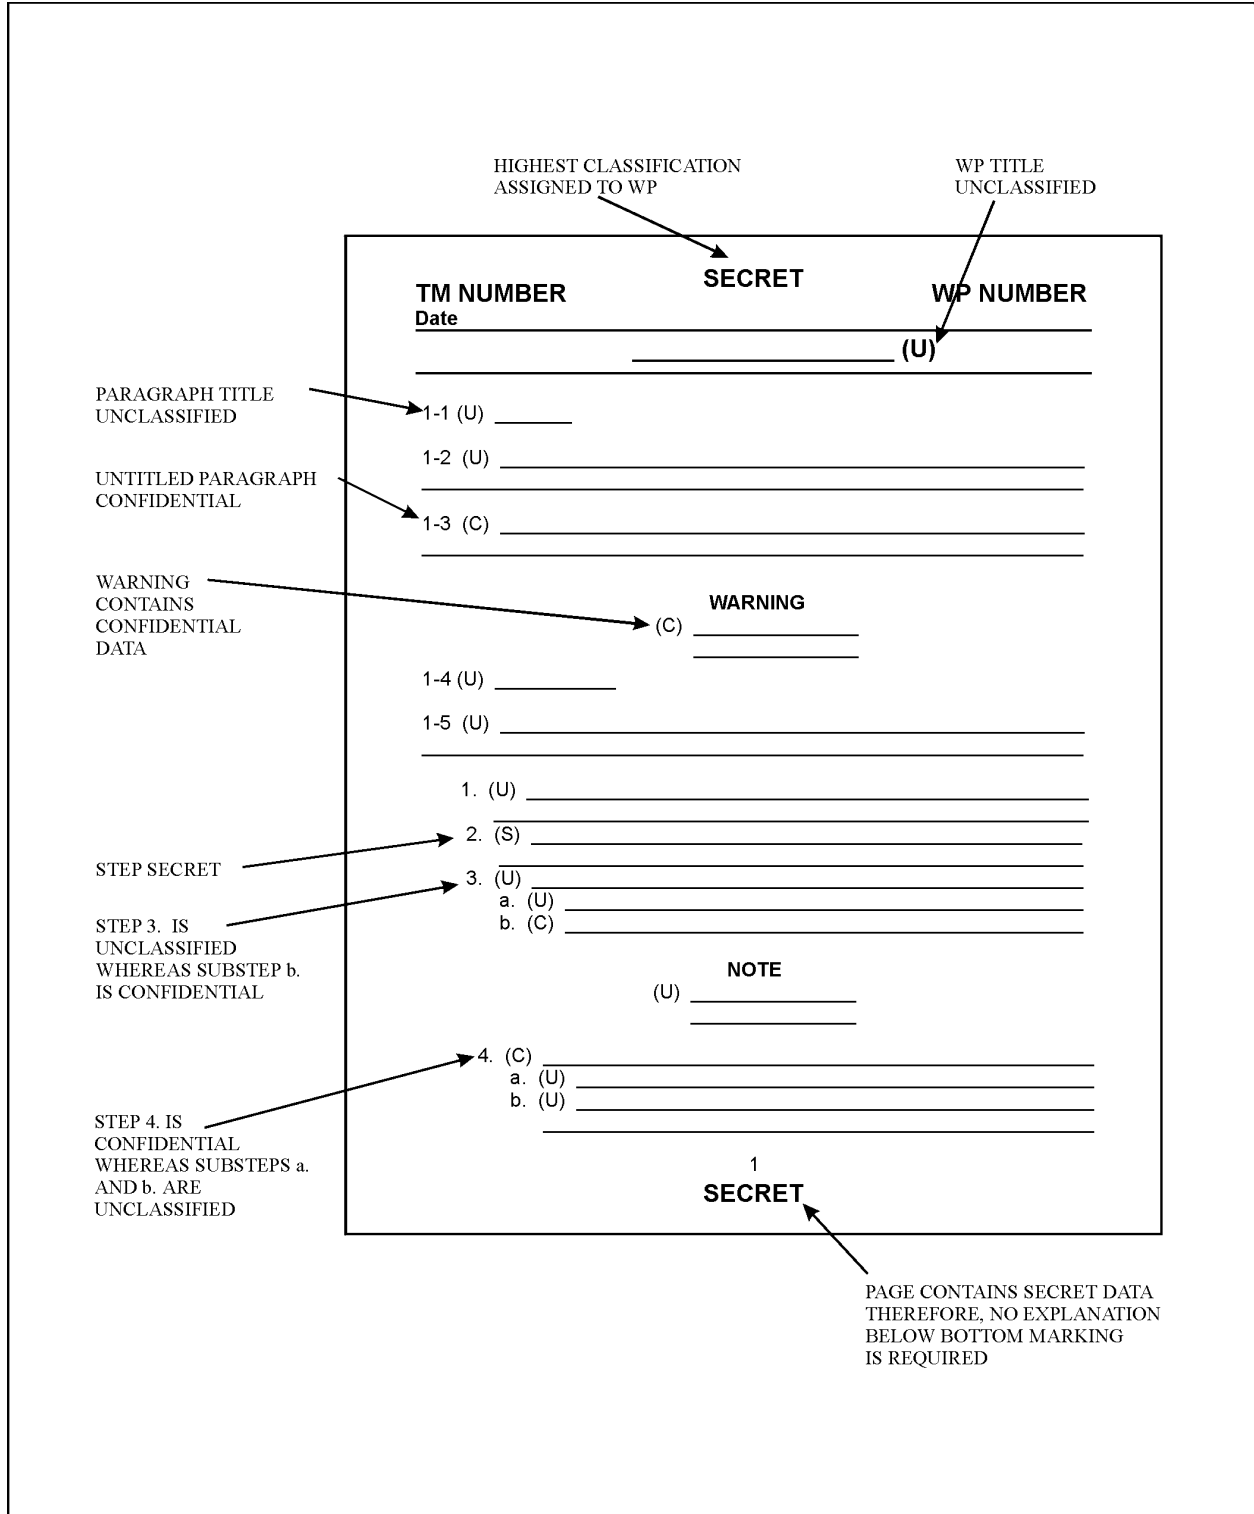 HIGHEST CLASSIFICATION
ASSIGNED TO WP
WP TITLE
UNCLASSIFIED
SECRET
TM NUMBER
WP NUMBER
Date
(U)
PARAGRAPH TITLE
UNCLASSIFIED
1-1 (U)
1-2 (U)
UNTITLED PARAGRAPH
CONFIDENTIAL
1-3 (C)
WARNING
CONTAINS
CONFIDENTIAL
DATA
WARNING
(C)
1-4 (U)
1-5 (U)
1. (U)
2. (S)
STEP SECRET
3. (U)
a. (U)
b. (C)
STEP 3. IS
UNCLASSIFIED
WHEREAS SUBSTEP b.
IS CONFIDENTIAL
NOTE
(U)
4. (C)
a. (U)
b. (U)
STEP 4. IS
CONFIDENTIAL
WHEREAS SUBSTEPS a.
AND b. ARE
UNCLASSIFIED
1
SECRET
PAGE CONTAINS SECRET DATA
THEREFORE, NO EXPLANATION
BELOW BOTTOM MARKING
IS REQUIRED